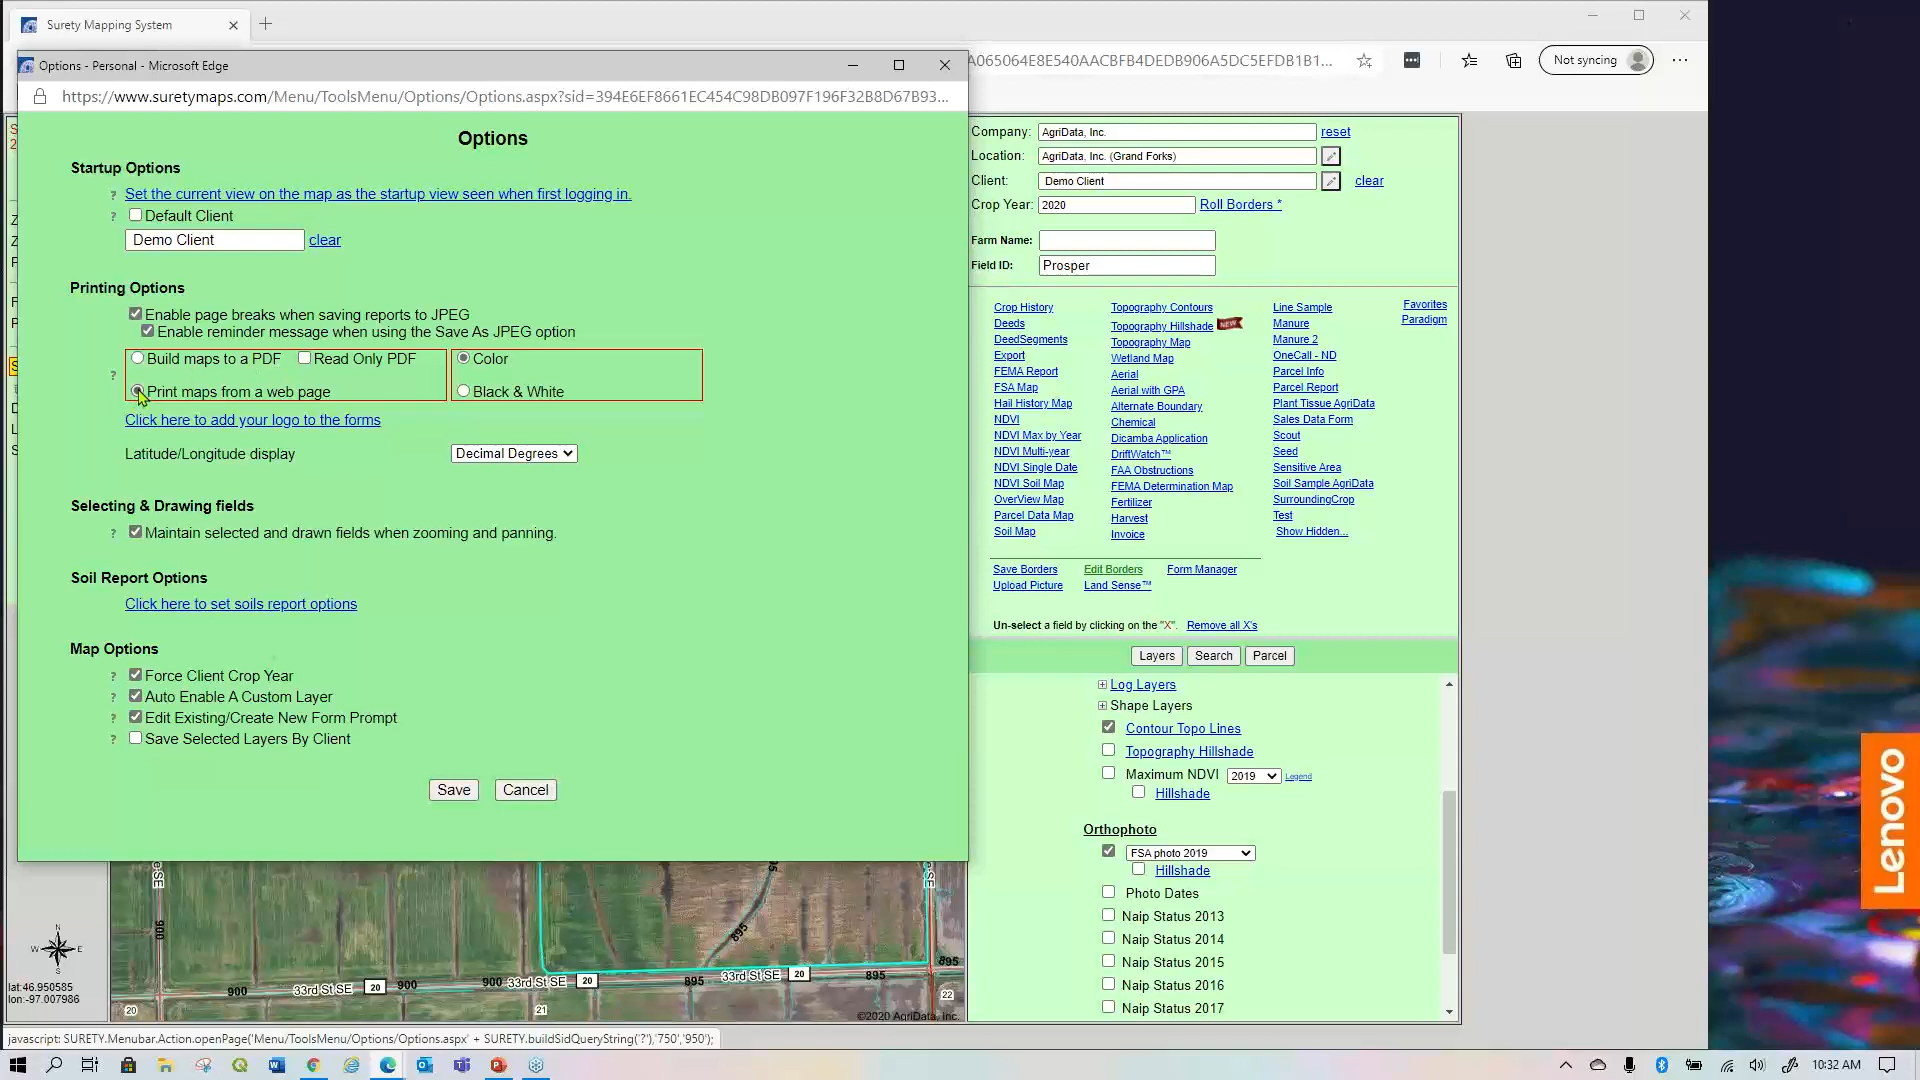 Surety Mapping System
Options - Personal - Microsoft Edge
A065064E8E540AACBFB4DEDB906A5DC5EFDB1B1...
Not syncing
https://www.suretymaps.com/Menu/ToolsMenu/Options/Options.aspx?sid=394E6EF8661EC454C98DB097F196F32B8D67B93...
Options
Startup Options
? Set the current view on the map as the startup view seen when first logging in.
? Default Client
Demo Client clear
Printing Options
Enable page breaks when saving reports to JPEG
Enable reminder message when using the Save As JPEG option
Build maps to a PDF Read Only PDF Color
?
Print maps from a web page Black & White
Click here to add your logo to the forms
Latitude/Longitude display Decimal Degrees
Selecting & Drawing fields
? Maintain selected and drawn fields when zooming and panning.
Soil Report Options
Click here to set soils report options
Map Options
? Force Client Crop Year
? Auto Enable A Custom Layer
? Edit Existing/Create New Form Prompt
? Save Selected Layers By Client
Save Cancel
Company: AgriData, Inc. reset
Location: AgriData, Inc. (Grand Forks)
Client: Demo Client clear
Crop Year: 2020 Roll Borders *
Farm Name:
Field ID: Prosper
Crop History
Deeds
DeedSegments
Export
FEMA Report
FSA Map
Hail History Map
NDVI
NDVI Max by Year
NDVI Multi-year
NDVI Single Date
NDVI Soil Map
OverView Map
Parcel Data Map
Soil Map
Topography Contours
Topography Hillshade NEW
Topography Map
Wetland Map
Aerial
Aerial with GPA
Alternate Boundary
Chemical
Dicamba Application
DriftWatch™
FAA Obstructions
FEMA Determination Map
Fertilizer
Harvest
Invoice
Line Sample
Manure
Manure 2
OneCall - ND
Parcel Info
Parcel Report
Plant Tissue AgriData
Sales Data Form
Scout
Seed
Sensitive Area
Soil Sample AgriData
SurroundingCrop
Test
Show Hidden...
Favorites
Paradigm
Save Borders Edit Borders Form Manager
Upload Picture Land Sense™
Un-select a field by clicking on the "X". Remove all X's
Layers Search Parcel
Log Layers
Shape Layers
Contour Topo Lines
Topography Hillshade
Maximum NDVI 2019 Legend
Hillshade
Orthophoto
FSA photo 2019
Hillshade
Photo Dates
Naip Status 2013
Naip Status 2014
Naip Status 2015
Naip Status 2016
Naip Status 2017
N
W E
S
lat:46.950585
lon:-97.007986
900
895
895
900 33rd St SE 20 900 900 33rd St SE 20 895 33rd St SE 20 895
20 21 22
©2020 AgriData, Inc.
javascript: SURETY.Menubar.Action.openPage('Menu/ToolsMenu/Options/Options.aspx' + SURETY.buildSidQueryString('?'),'750','950');
10:32 AM
Lenovo